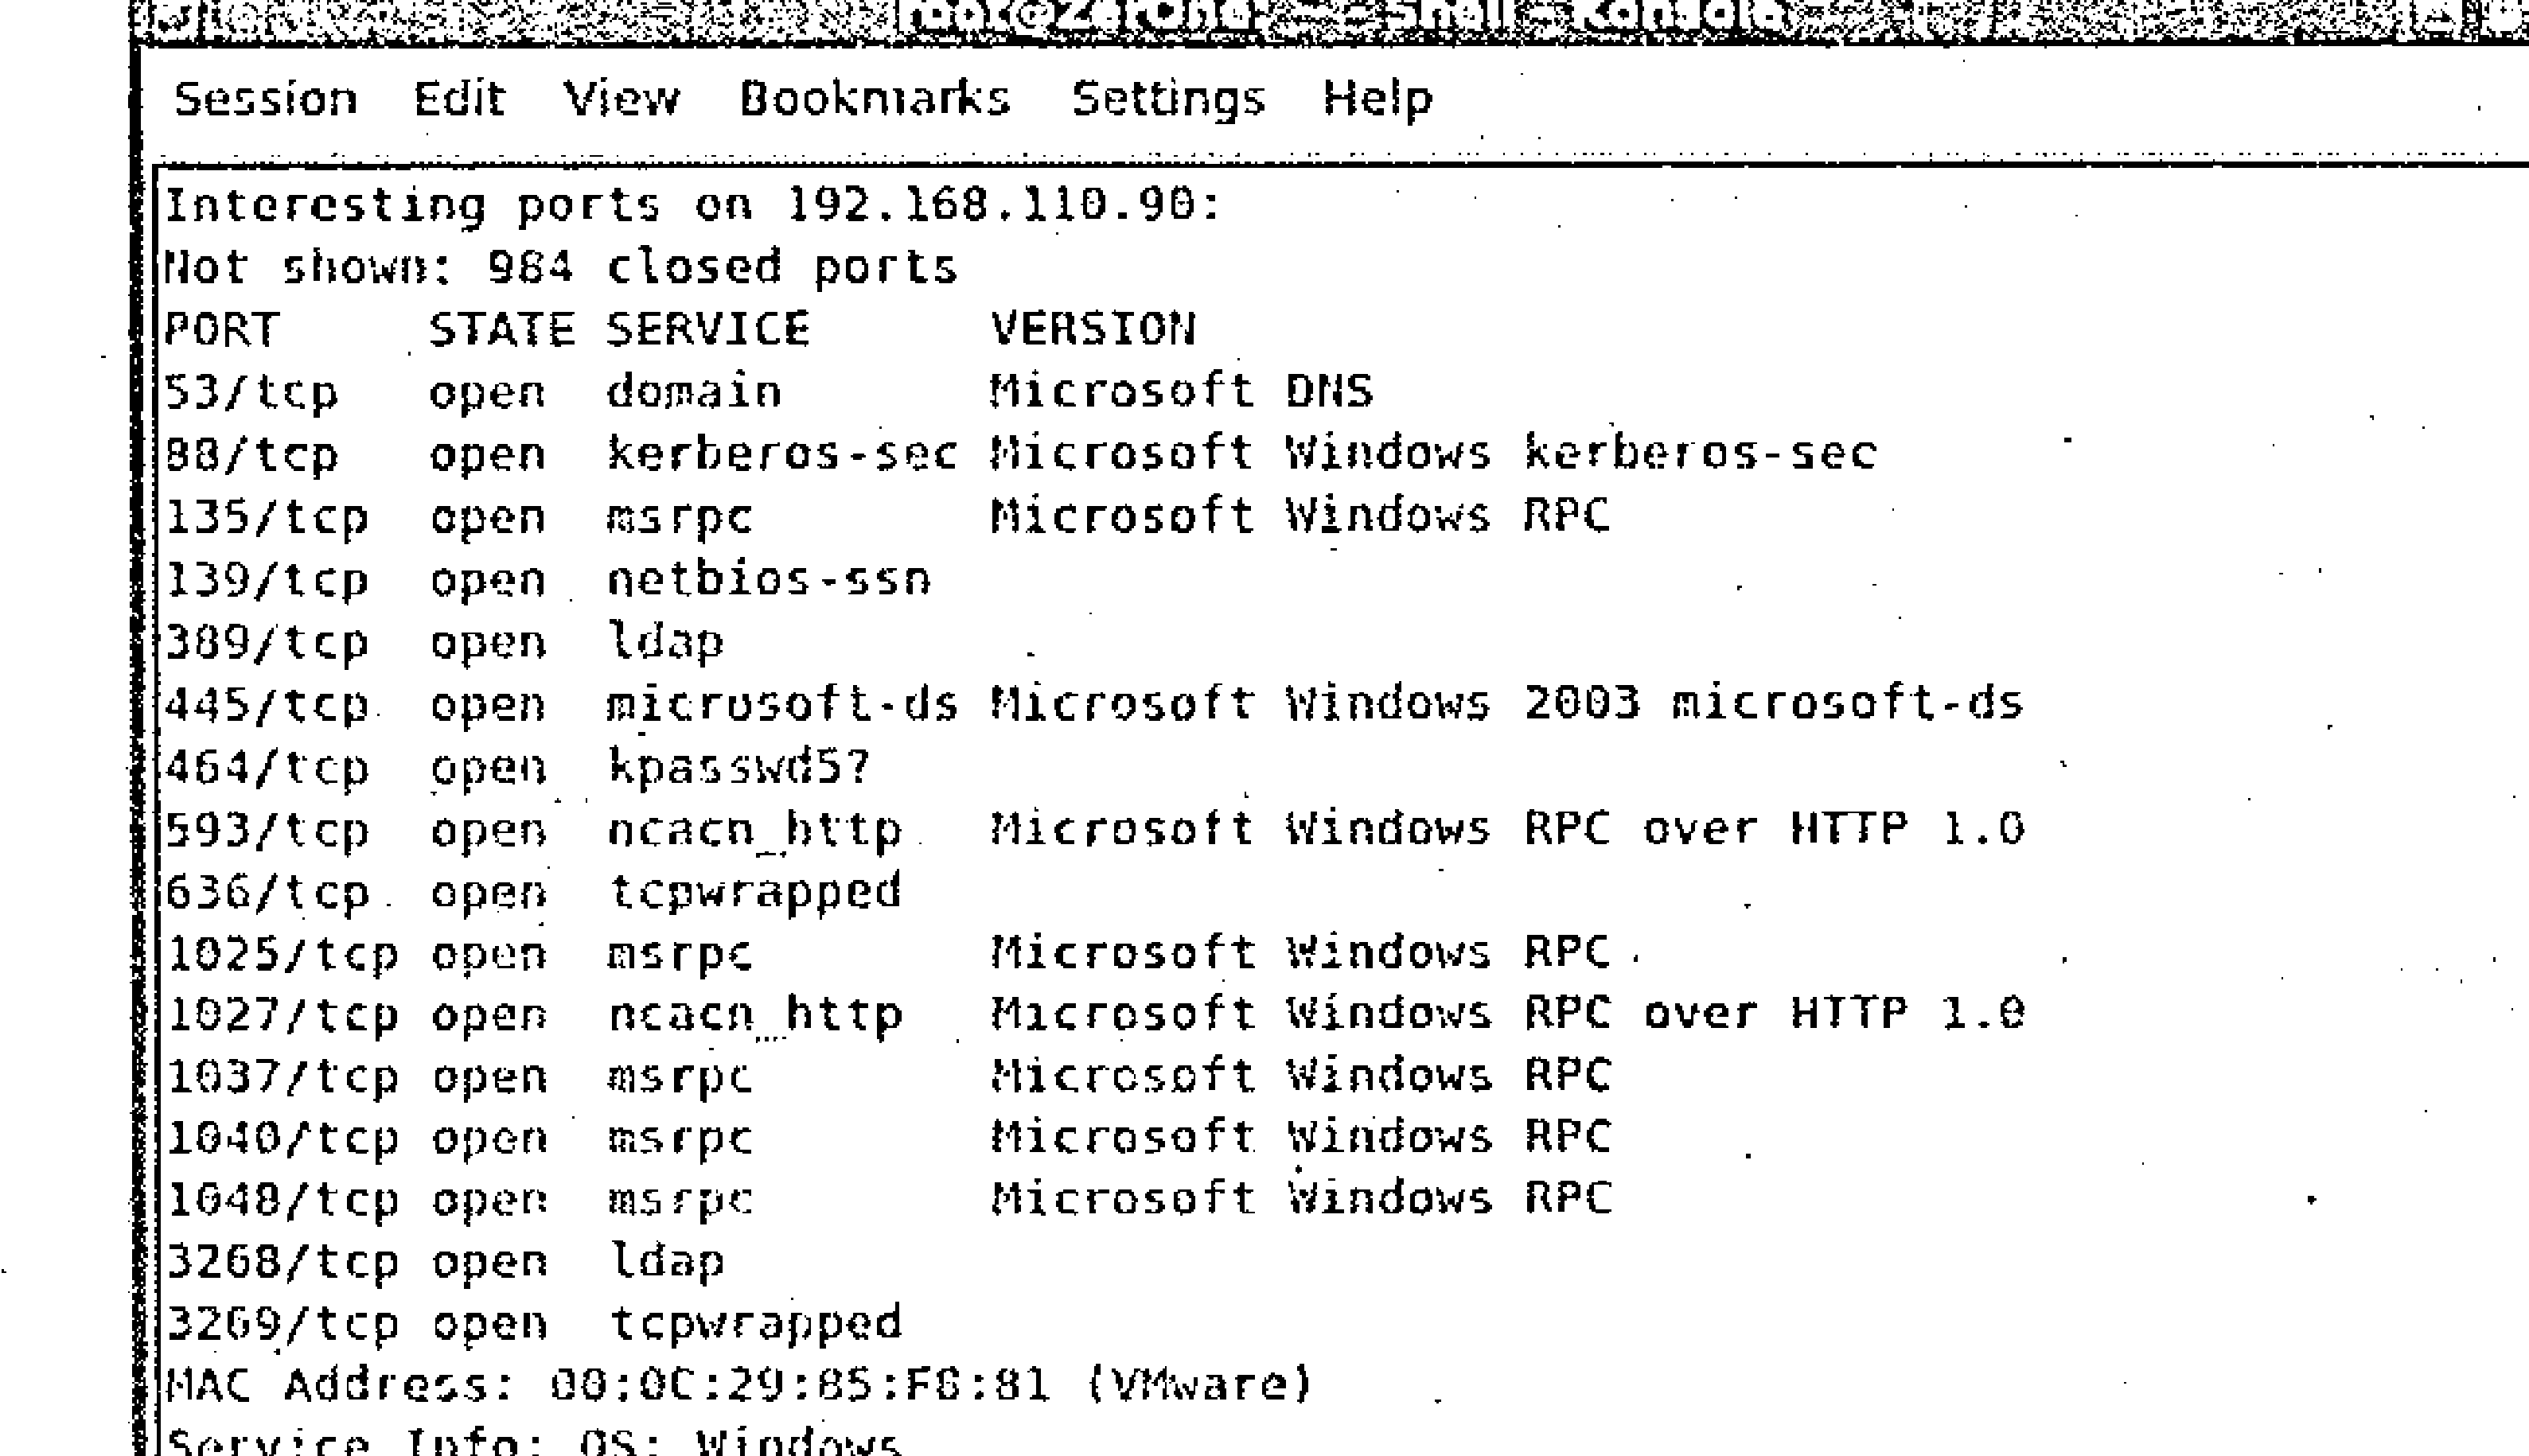 root@ZerOne: ~ - Shell - Konsole
Session Edit View Bookmarks Settings Help
Interesting ports on 192.168.110.90:
Not shown: 984 closed ports
PORT STATE SERVICE VERSION
53/tcp open domain Microsoft DNS
88/tcp open kerberos-sec Microsoft Windows kerberos-sec
135/tcp open msrpc Microsoft Windows RPC
139/tcp open netbios-ssn
389/tcp open ldap
445/tcp open microsoft-ds Microsoft Windows 2003 microsoft-ds
464/tcp open kpasswd5?
593/tcp open ncacn_http Microsoft Windows RPC over HTTP 1.0
636/tcp open tcpwrapped
1025/tcp open msrpc Microsoft Windows RPC
1027/tcp open ncacn_http Microsoft Windows RPC over HTTP 1.0
1037/tcp open msrpc Microsoft Windows RPC
1040/tcp open msrpc Microsoft Windows RPC
1048/tcp open msrpc Microsoft Windows RPC
3268/tcp open ldap
3269/tcp open tcpwrapped
MAC Address: (VMware)
Service Info: OS: Windows